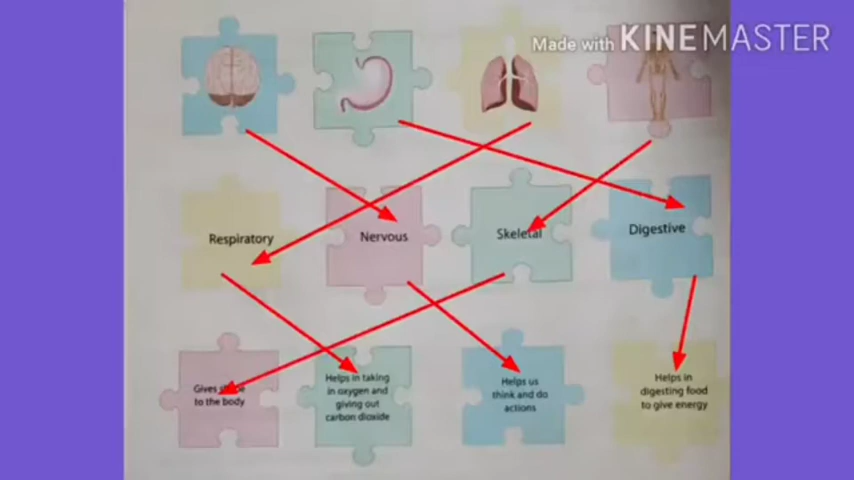 Made with KINEMASTER
Respiratory
Nervous
Skeletal
Digestive
Gives
to the body
Helps in taking
in oxygen and
giving out
carbon dioxide
Helps us
think and do
actions
Helps in
digesting food
to give energy